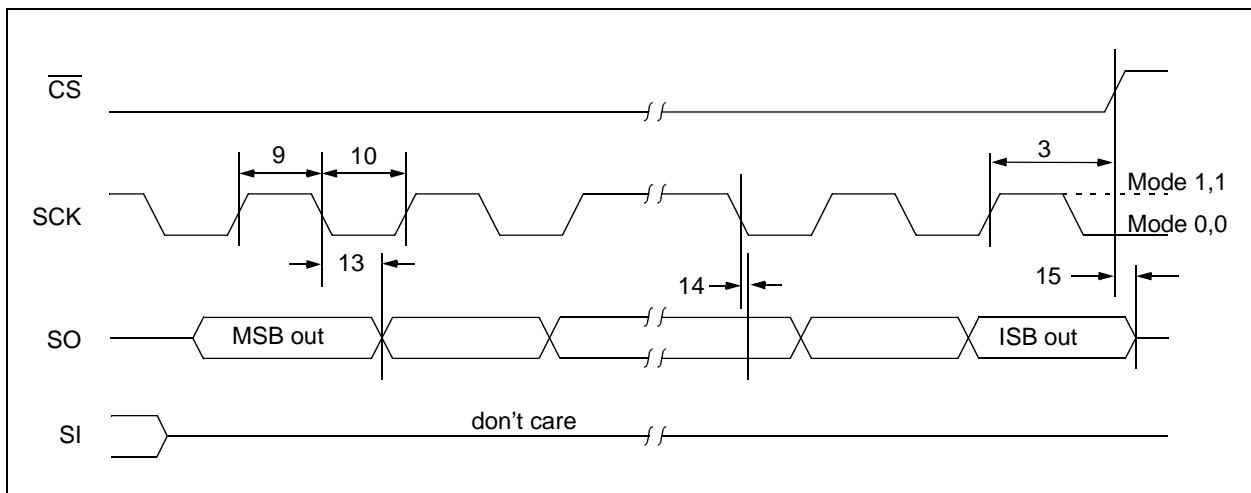 CS
9
10
3
SCK
Mode 1,1
Mode 0,0
13
14
15
SO
MSB out
ISB out
SI
don't care